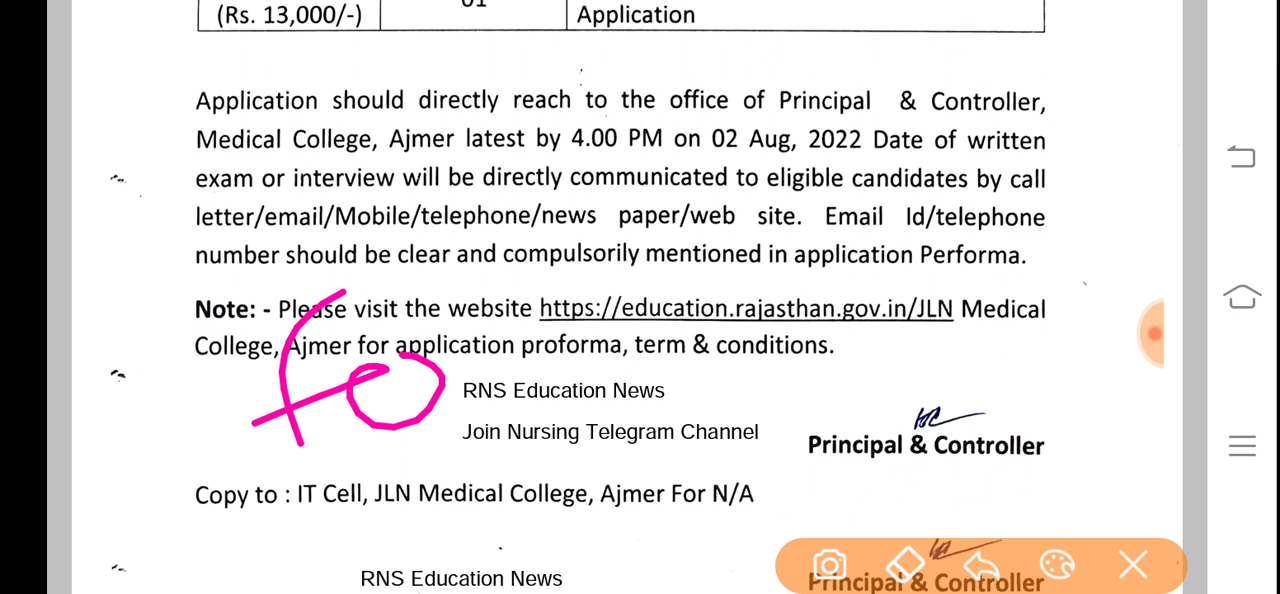 (Rs. 13,000/-)
01
Application
Application should directly reach to the office of Principal & Controller,
Medical College, Ajmer latest by 4.00 PM on 02 Aug, 2022 Date of written
exam or interview will be directly communicated to eligible candidates by call
letter/email/Mobile/telephone/news paper/web site. Email Id/telephone
number should be clear and compulsorily mentioned in application Performa.
Note: - Please visit the website https://education.rajasthan.gov.in/JLN Medical
College, Ajmer for application proforma, term & conditions.
fo
RNS Education News
Join Nursing Telegram Channel
Principal & Controller
Copy to : IT Cell, JLN Medical College, Ajmer For N/A
RNS Education News
Principal & Controller